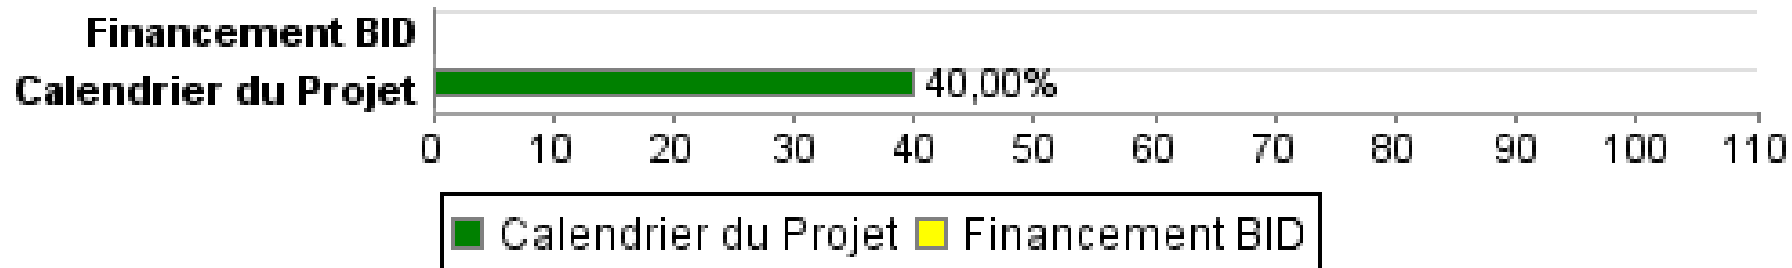 Financement BID
Calendrier du Projet 40,00%
0 10 20 30 40 50 60 70 80 90 100 110
Calendrier du Projet Financement BID